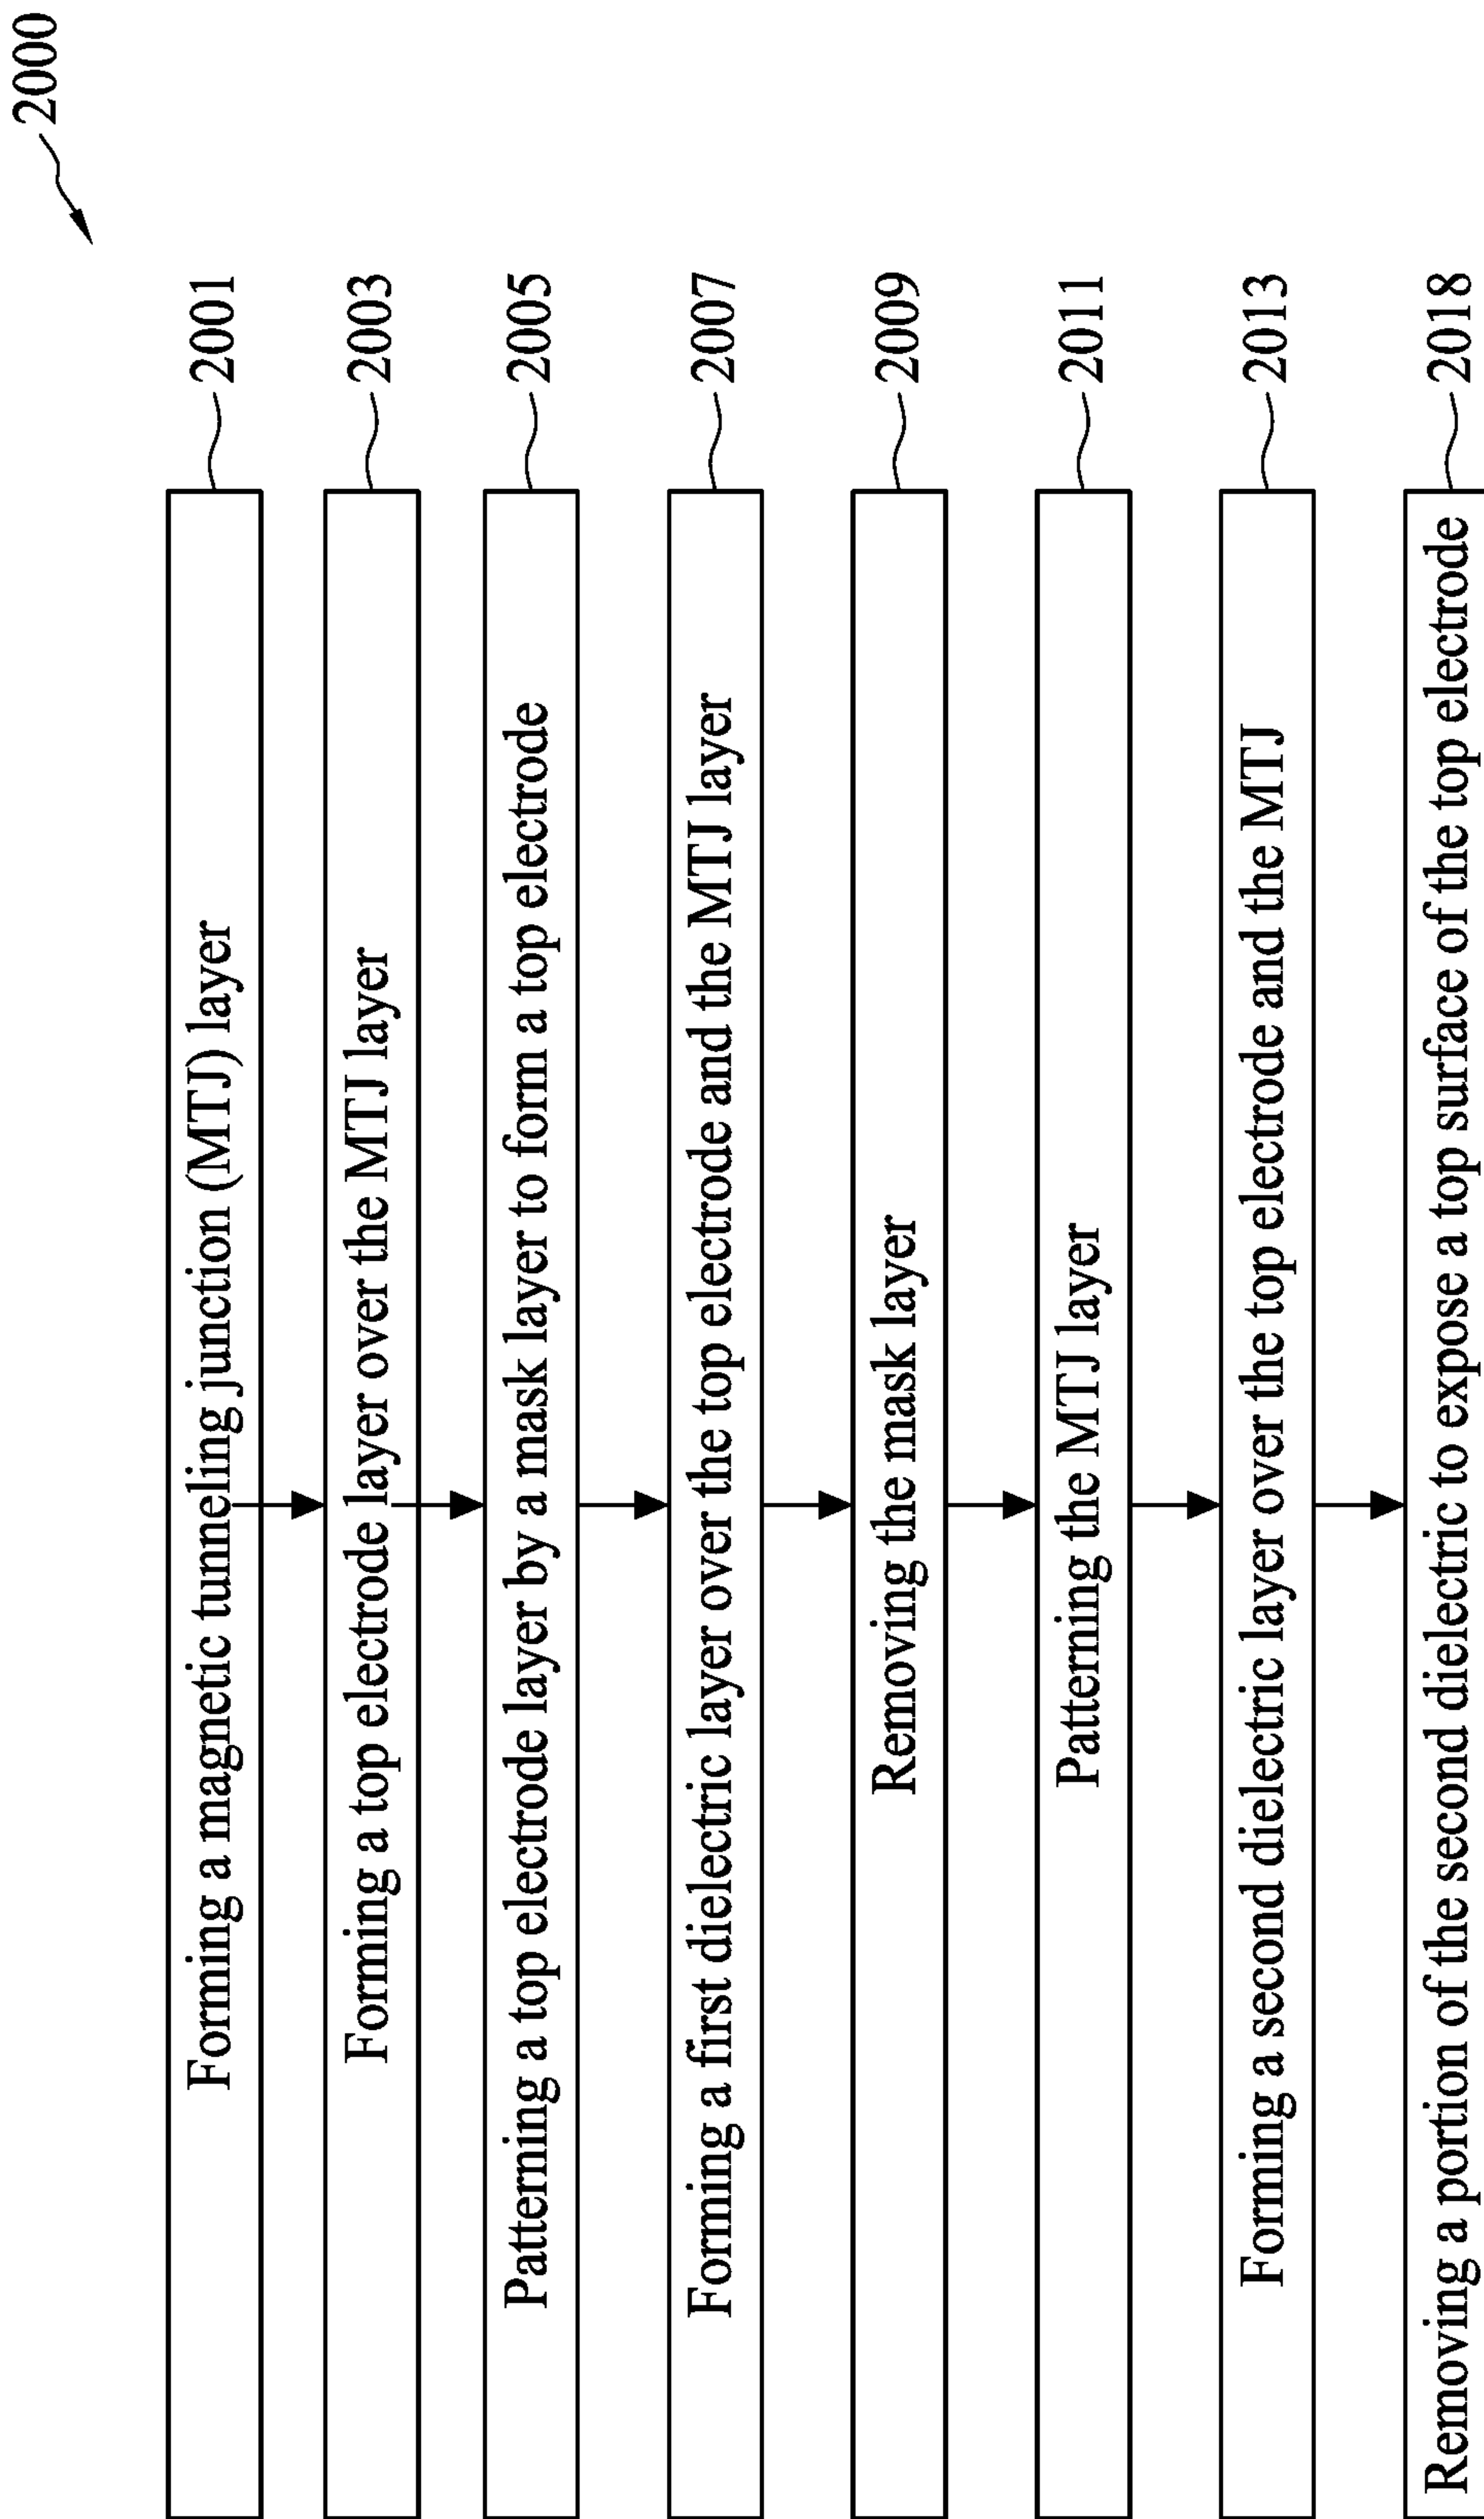 2000
Forming a magnetic tunneling junction (MTJ) layer 2001
Forming a top electrode layer over the MTJ layer 2003
Patterning a top electrode layer by a mask layer to form a top electrode 2005
Forming a first dielectric layer over the top electrode and the MTJ layer 2007
Removing the mask layer 2009
Patterning the MTJ layer 2011
Forming a second dielectric layer over the top electrode and the MTJ 2013
Removing a portion of the second dielectric to expose a top surface of the top electrode 2018